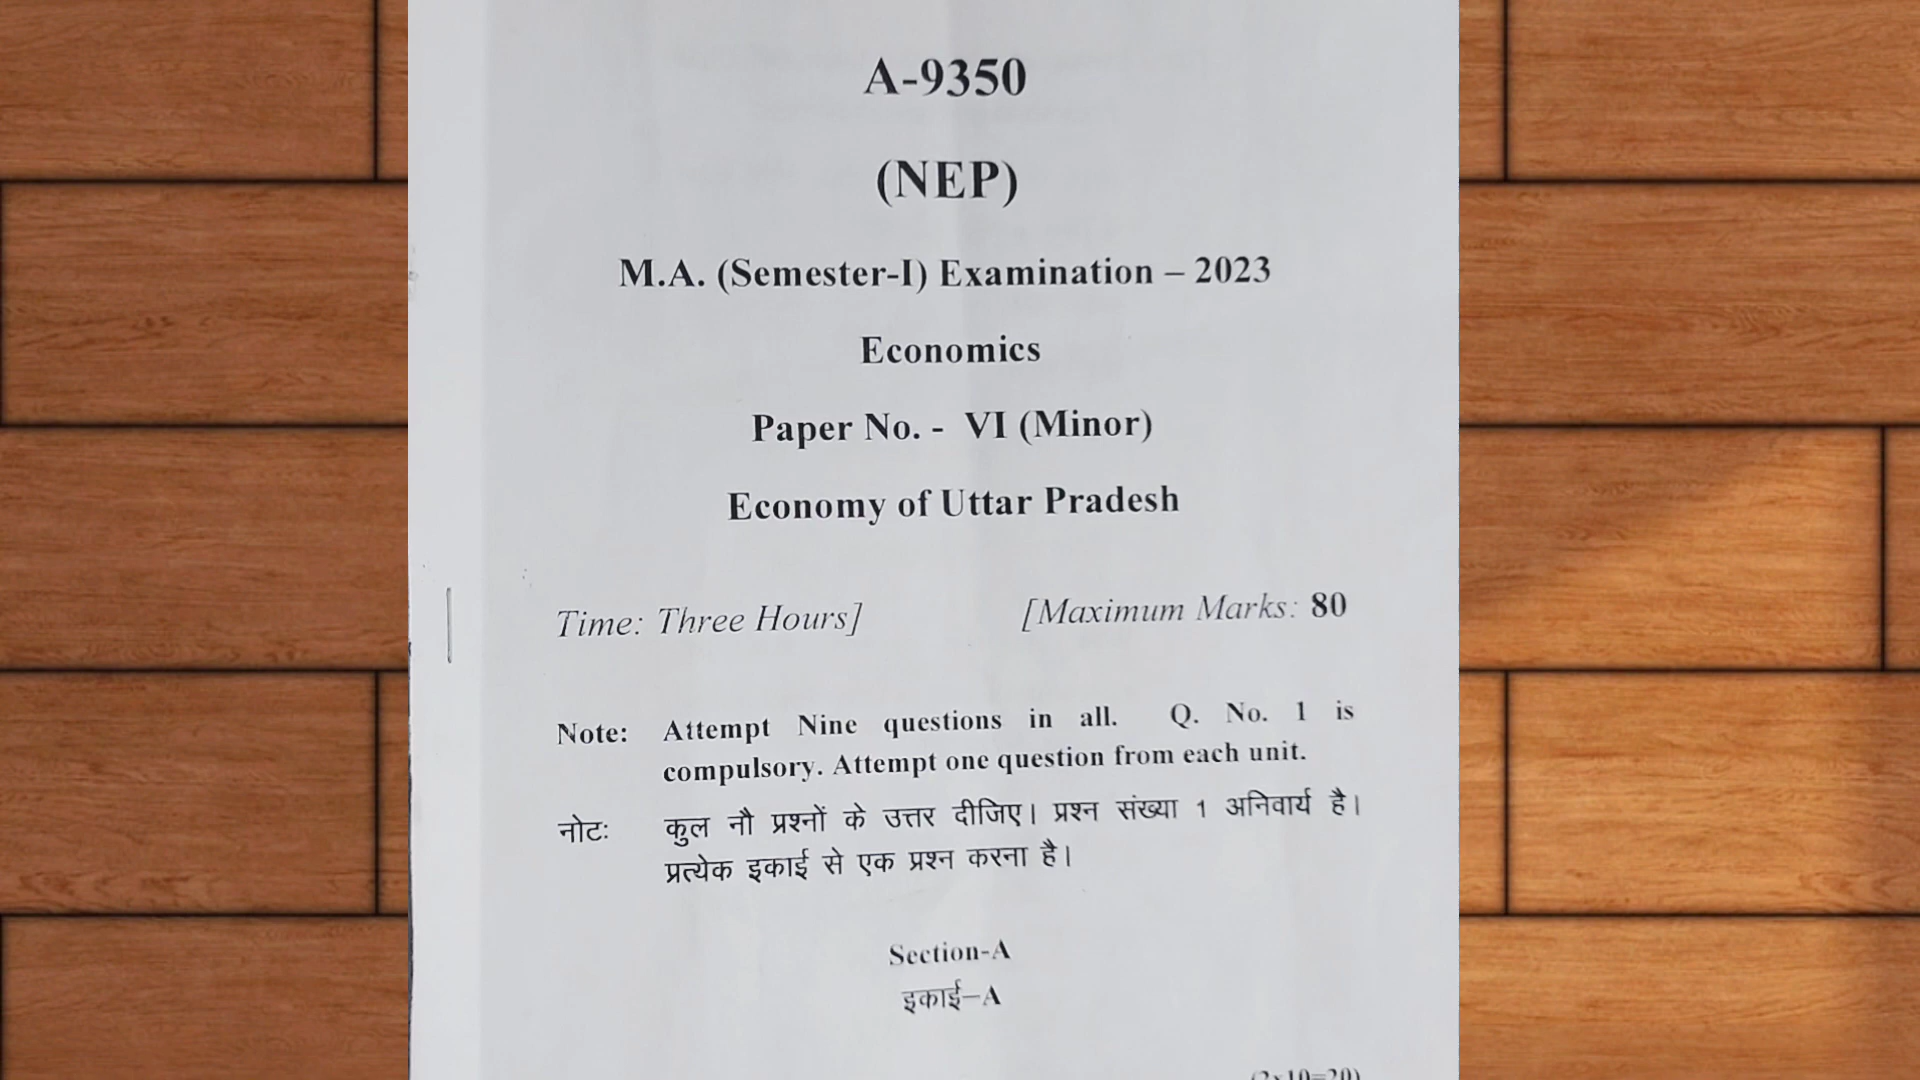 A-9350
(NEP)
M.A. (Semester-I) Examination – 2023
Economics
Paper No. - VI (Minor)
Economy of Uttar Pradesh
Time: Three Hours] [Maximum Marks: 80
Note: Attempt Nine questions in all. Q. No. 1 is
compulsory. Attempt one question from each unit.
नोटः कुल नौ प्रश्नों के उत्तर दीजिए। प्रश्न संख्या 1 अनिवार्य है।
प्रत्येक इकाई से एक प्रश्न करना है।
Section-A
इकाई–A
(2x10=20)